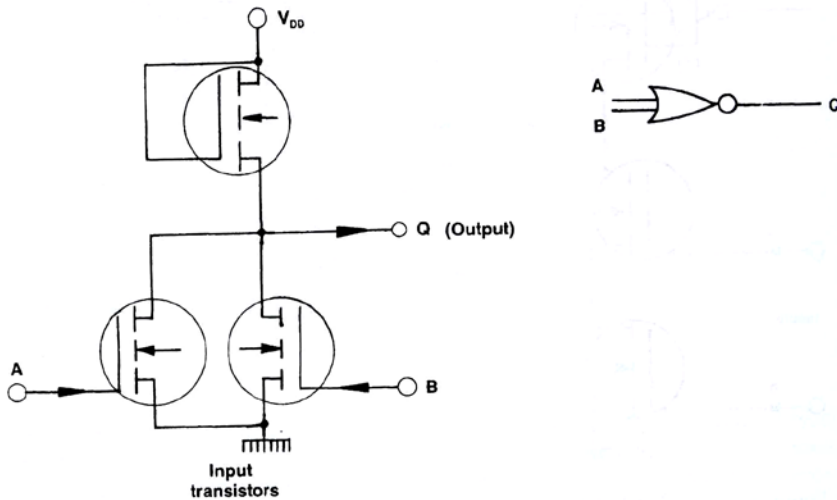 V_DD
A
B
Q (Output)
A
B
Input
transistors